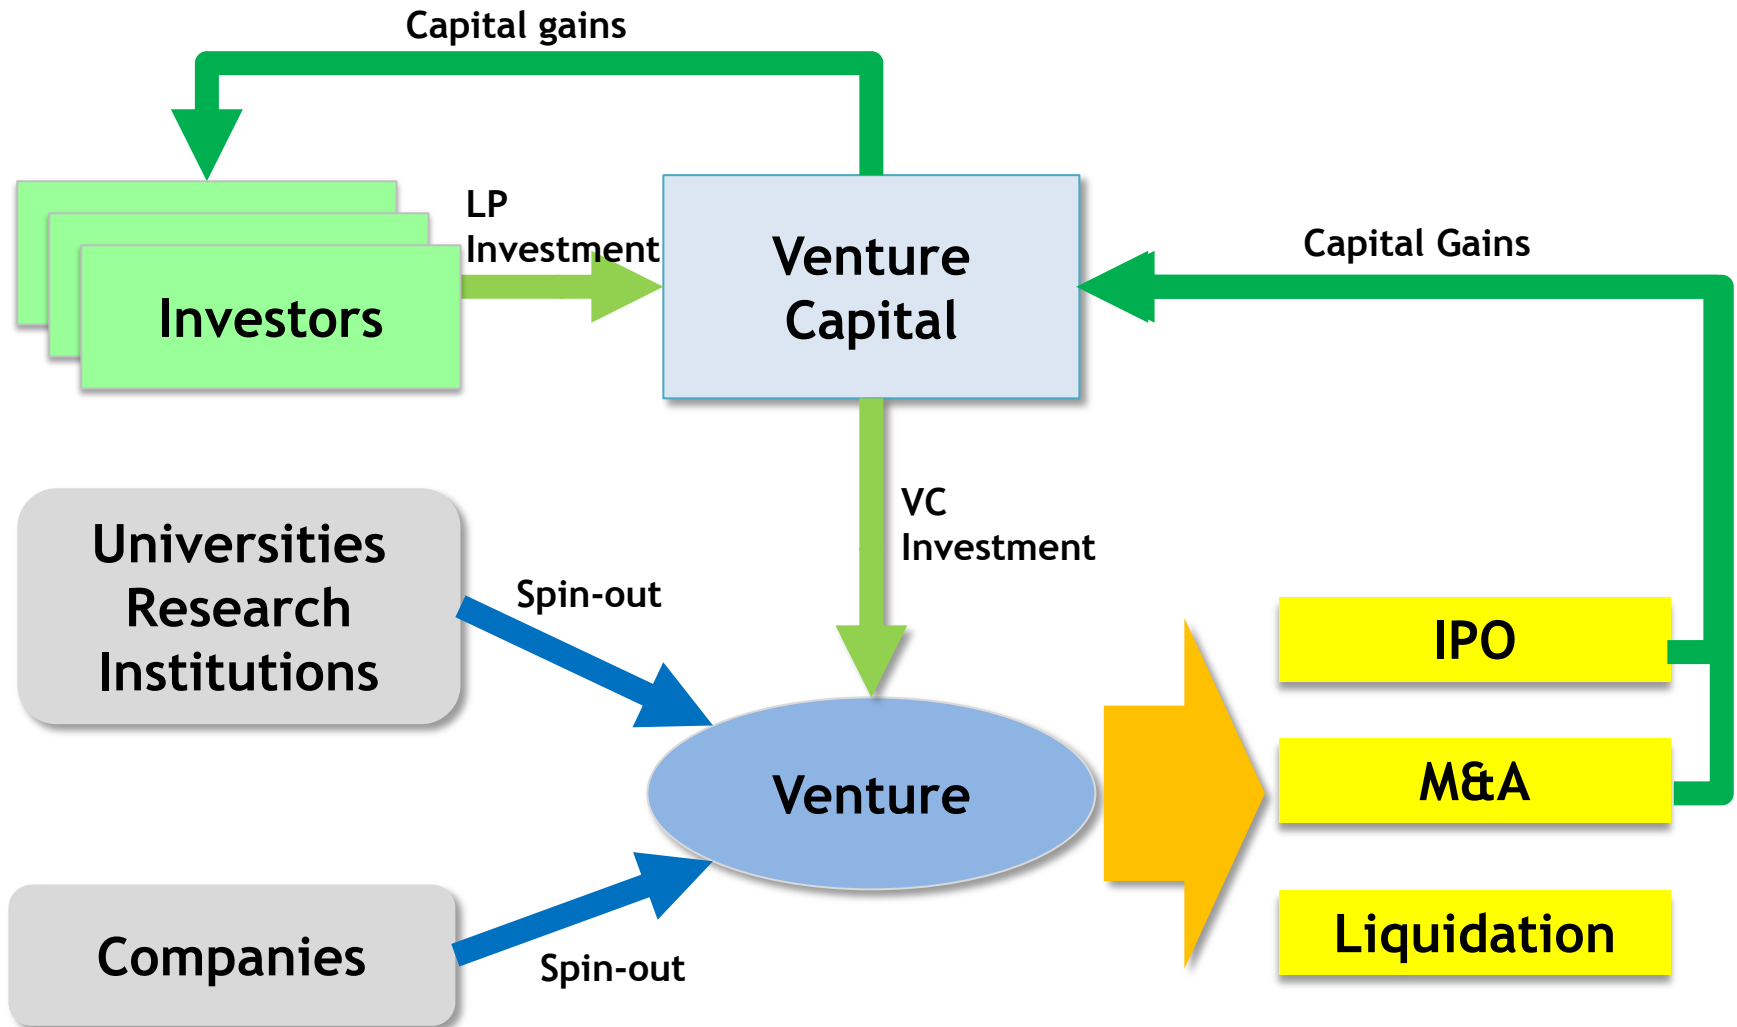 Capital gains
LP
Investment
Investors
Venture
Capital
Capital Gains
VC
Investment
Universities
Research
Institutions
Spin-out
Venture
IPO
M&A
Liquidation
Companies
Spin-out